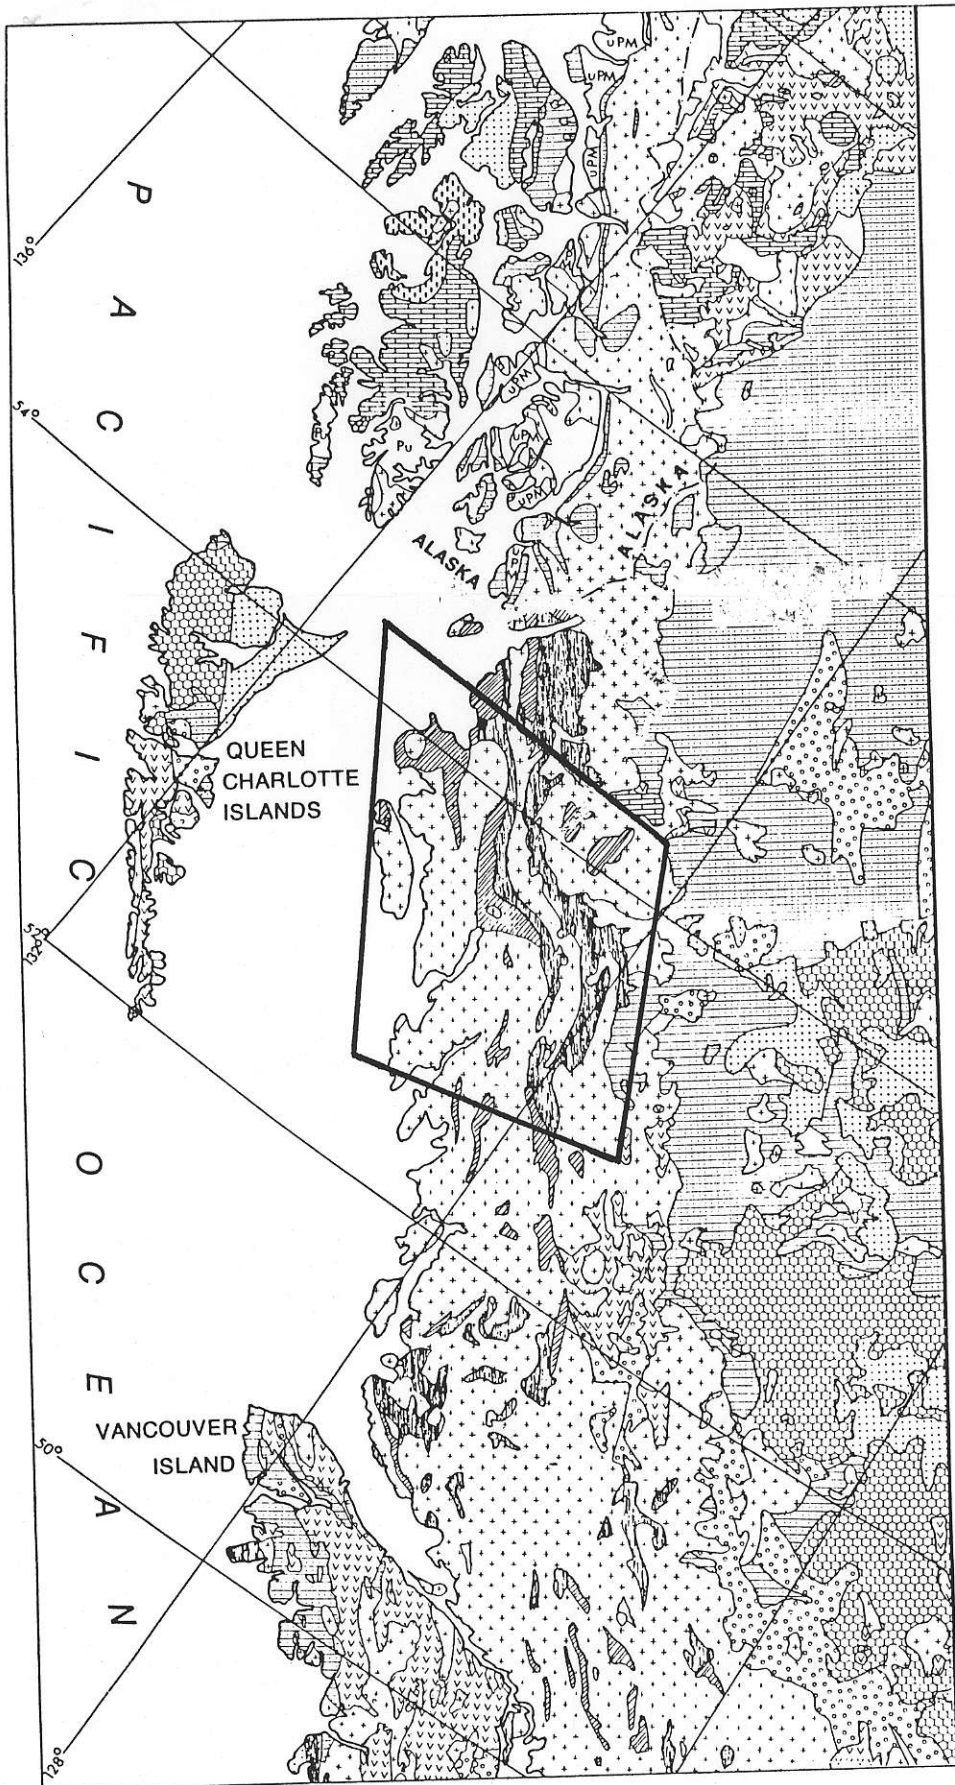 uPM
uPM
uPM
uPM
136°
PACIFIC OCEAN
54°
uPM
Pu
uPM
uPM
ALASKA
ALASKA
P
M
QUEEN
CHARLOTTE
ISLANDS
52°
132°
VANCOUVER
ISLAND
50°
128°